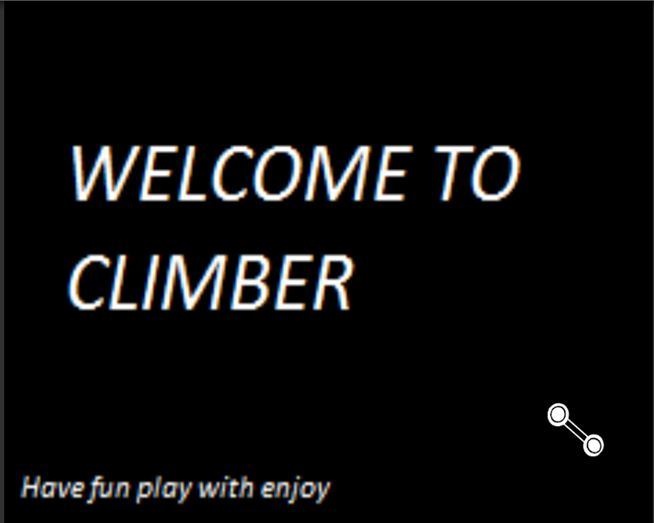 WELCOME TO
CLIMBER
Have fun play with enjoy